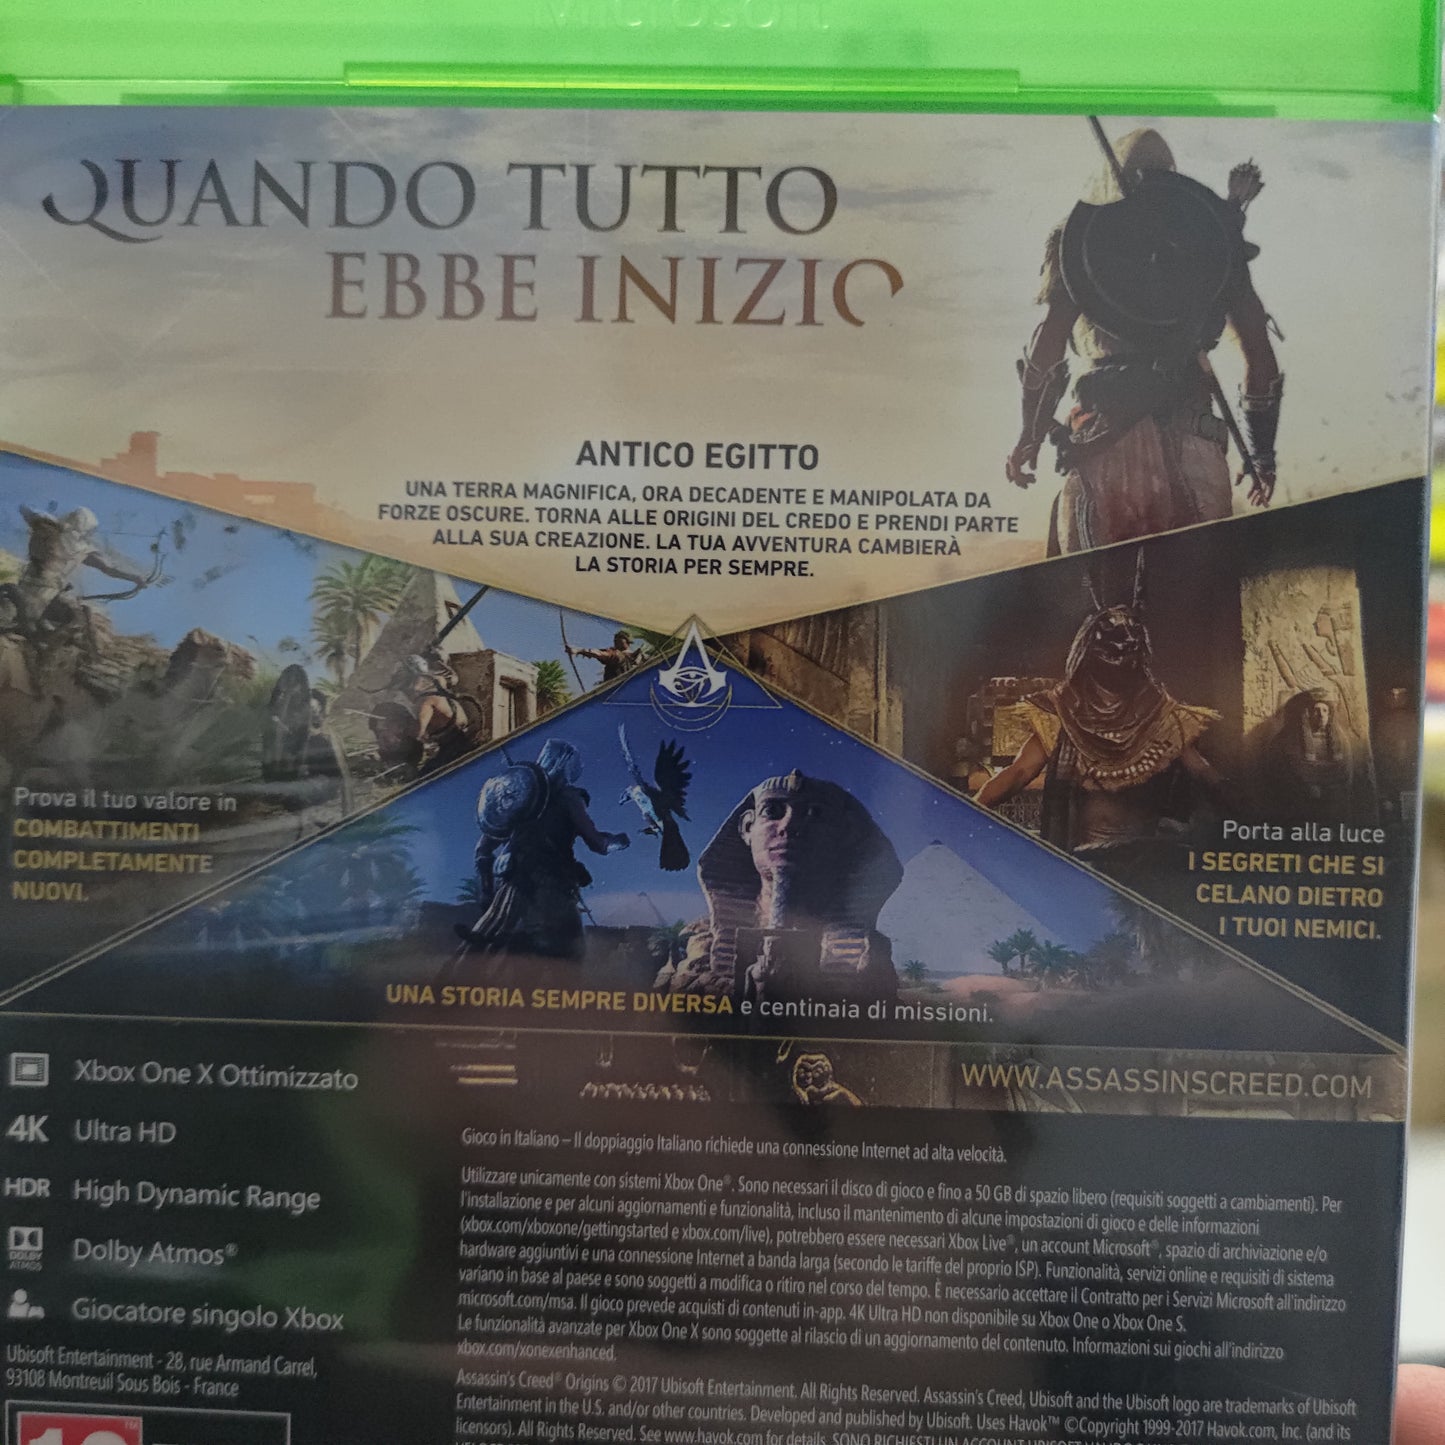 Microsoft
QUANDO TUTTO
EBBE INIZIO
ANTICO EGITTO
UNA TERRA MAGNIFICA, ORA DECADENTE E MANIPOLATA DA
FORZE OSCURE. TORNA ALLE ORIGINI DEL CREDO E PRENDI PARTE
ALLA SUA CREAZIONE. LA TUA AVVENTURA CAMBIERÀ
LA STORIA PER SEMPRE.
Prova il tuo valore in
COMBATTIMENTI
COMPLETAMENTE
NUOVI.
Porta alla luce
I SEGRETI CHE SI
CELANO DIETRO
I TUOI NEMICI.
UNA STORIA SEMPRE DIVERSA e centinaia di missioni.
WWW.ASSASSINSCREED.COM
Xbox One X Ottimizzato
4K Ultra HD
HDR High Dynamic Range
DOLBY ATMOS Dolby Atmos®
Giocatore singolo Xbox
Ubisoft Entertainment - 28, rue Armand Carrel,
93108 Montreuil Sous Bois - France
Gioco in Italiano – Il doppiaggio Italiano richiede una connessione Internet ad alta velocità.
Utilizzare unicamente con sistemi Xbox One®. Sono necessari il disco di gioco e fino a 50 GB di spazio libero (requisiti soggetti a cambiamenti). Per
l'installazione e per alcuni aggiornamenti e funzionalità, incluso il mantenimento di alcune impostazioni di gioco e delle informazioni
(xbox.com/xboxone/gettingstarted e xbox.com/live), potrebbero essere necessari Xbox Live®, un account Microsoft®, spazio di archiviazione e/o
hardware aggiuntivi e una connessione Internet a banda larga (secondo le tariffe del proprio ISP). Funzionalità, servizi online e requisiti di sistema
variano in base al paese e sono soggetti a modifica o ritiro nel corso del tempo. È necessario accettare il Contratto per i Servizi Microsoft all'indirizzo
microsoft.com/msa. Il gioco prevede acquisti di contenuti in-app. 4K Ultra HD non disponibile su Xbox One o Xbox One S.
Le funzionalità avanzate per Xbox One X sono soggette al rilascio di un aggiornamento del contenuto. Informazioni sui giochi all'indirizzo
xbox.com/xonexenhanced.
Assassin's Creed® Origins © 2017 Ubisoft Entertainment. All Rights Reserved. Assassin's Creed, Ubisoft and the Ubisoft logo are trademarks of Ubisoft
Entertainment in the U.S. and/or other countries. Developed and published by Ubisoft. Uses Havok™ ©Copyright 1999-2017 Havok.com, Inc. (and its
licensors). All Rights Reserved. See www.havok.com for details. SONO RICHIESTI UN ACCOUNT